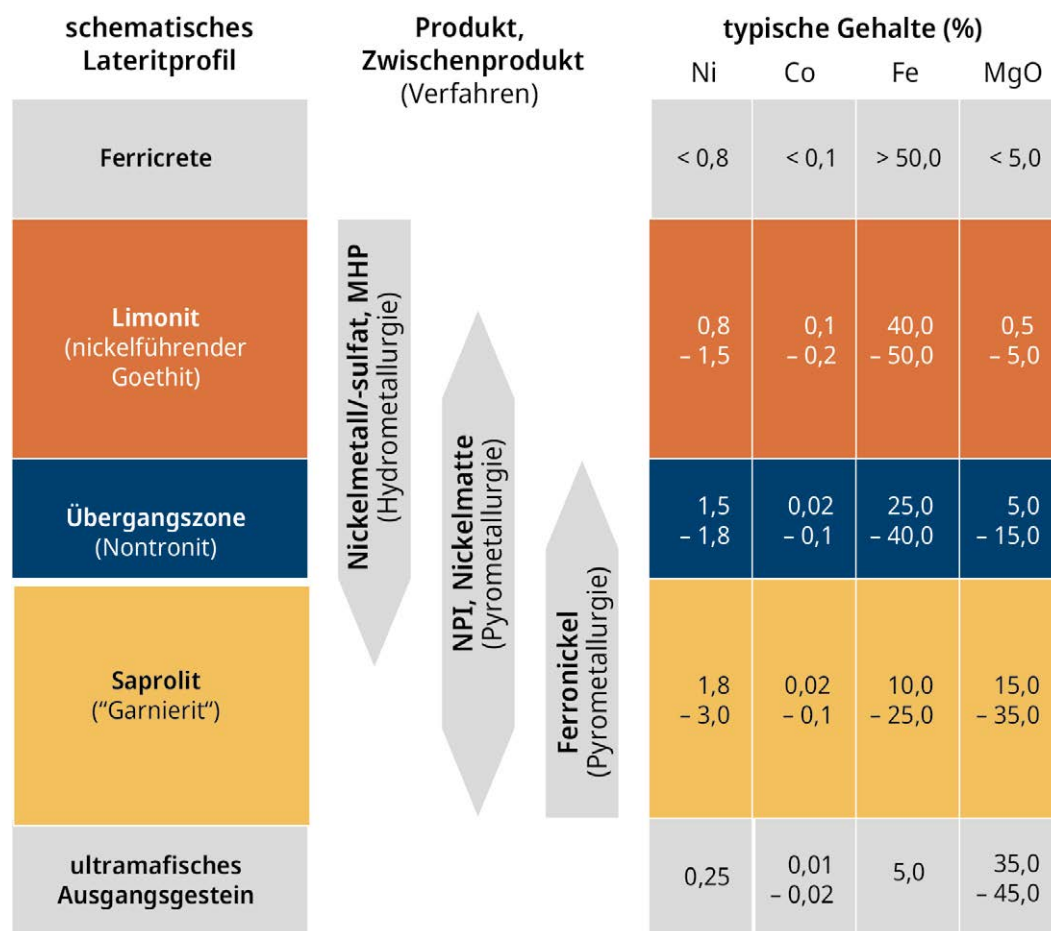 schematisches
Lateritprofil
Produkt,
Zwischenprodukt
(Verfahren)
typische Gehalte (%)
Ni Co Fe MgO
Ferricrete
< 0,8 < 0,1 > 50,0 < 5,0
Limonit
(nickelführender
Goethit)
Nickelmetall/-sulfat, MHP
(Hydrometallurgie)
NPI, Nickelmatte
(Pyrometallurgie)
Ferronickel
(Pyrometallurgie)
0,8 0,1 40,0 0,5
– 1,5 – 0,2 – 50,0 – 5,0
Übergangszone
(Nontronit)
1,5 0,02 25,0 5,0
– 1,8 – 0,1 – 40,0 – 15,0
Saprolit
("Garnierit“)
1,8 0,02 10,0 15,0
– 3,0 – 0,1 – 25,0 – 35,0
ultramafisches
Ausgangsgestein
0,25 0,01 5,0 35,0
– 0,02 – 45,0